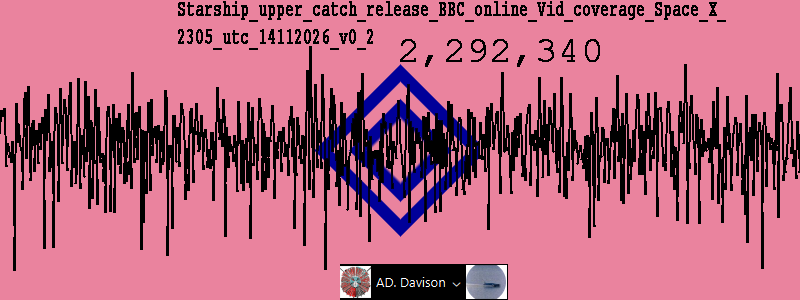 Starship_upper_catch_release_BBC_online_Vid_coverage_Space_X_
2305_utc_14112026_v0_2
2,292,340
AD. Davison